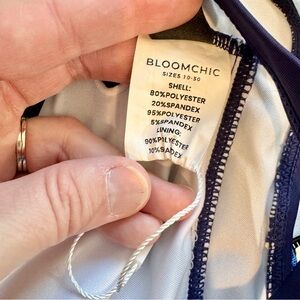 BLOOMCHIC
SIZES 10-30
SHELL:
80%POLYESTER
20%SPANDEX
95%POLYESTER
5%SPANDEX
LINING:
90%POLYESTER
10%SPANDEX